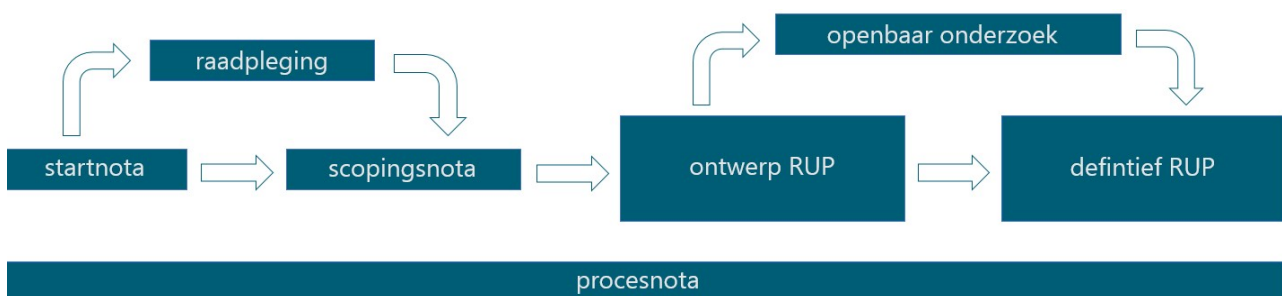 raadpleging
openbaar onderzoek
startnota
scopingsnota
ontwerp RUP
defintief RUP
procesnota